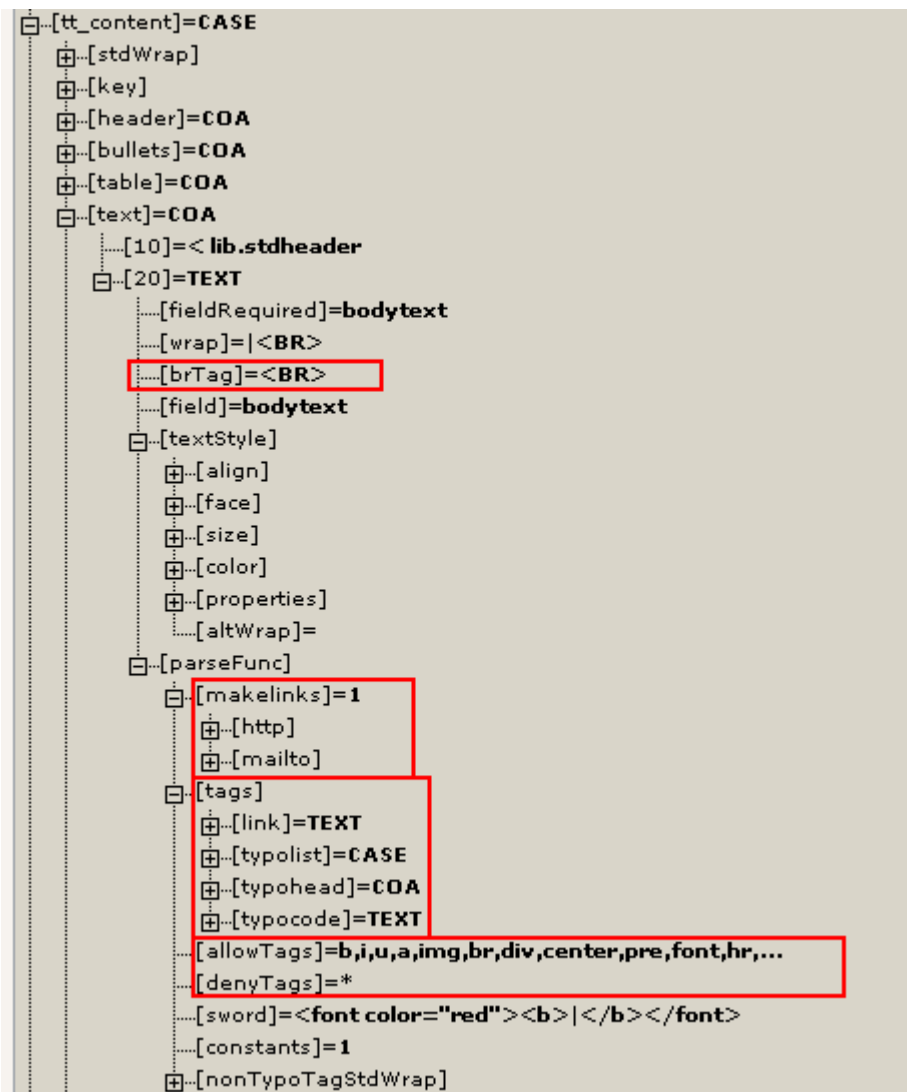 [tt_content]=CASE
[stdWrap]
[key]
[header]=COA
[bullets]=COA
[table]=COA
[text]=COA
[10]=< lib.stdheader
[20]=TEXT
[fieldRequired]=bodytext
[wrap]=|<BR>
[brTag]=<BR>
[field]=bodytext
[textStyle]
[align]
[face]
[size]
[color]
[properties]
[altWrap]=
[parseFunc]
[makelinks]=1
[http]
[mailto]
[tags]
[link]=TEXT
[typolist]=CASE
[typohead]=COA
[typocode]=TEXT
[allowTags]=b,i,u,a,img,br,div,center,pre,font,hr,...
[denyTags]=*
[sword]=<font color="red"><b>|</b></font>
[constants]=1
[nonTypoTagStdWrap]